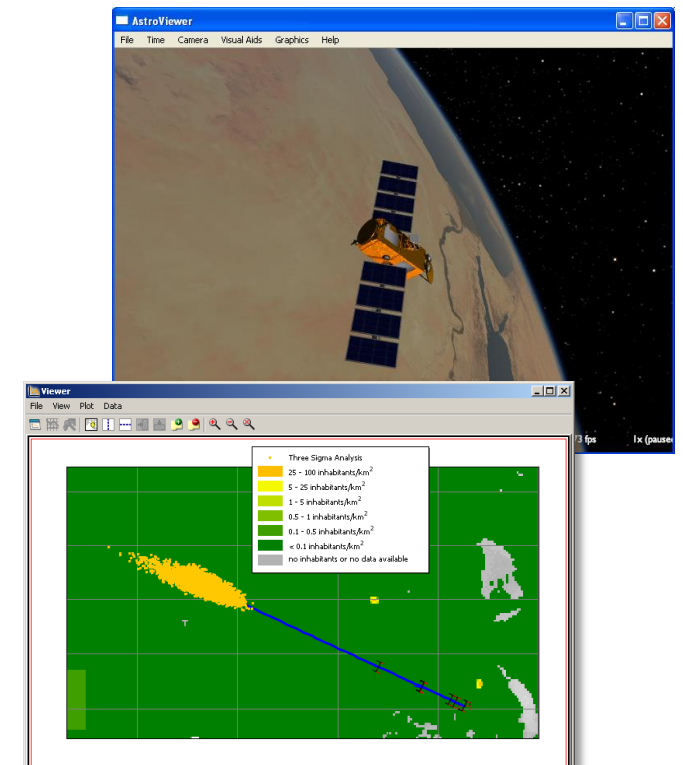 AstroViewer
File Time Camera Visual Aids Graphics Help
73 fps 1x (paused
Viewer
File View Plot Data
Three Sigma Analysis
25 - 100 inhabitants/km²
5 - 25 inhabitants/km²
1 - 5 inhabitants/km²
0.5 - 1 inhabitants/km²
0.1 - 0.5 inhabitants/km²
< 0.1 inhabitants/km²
no inhabitants or no data available